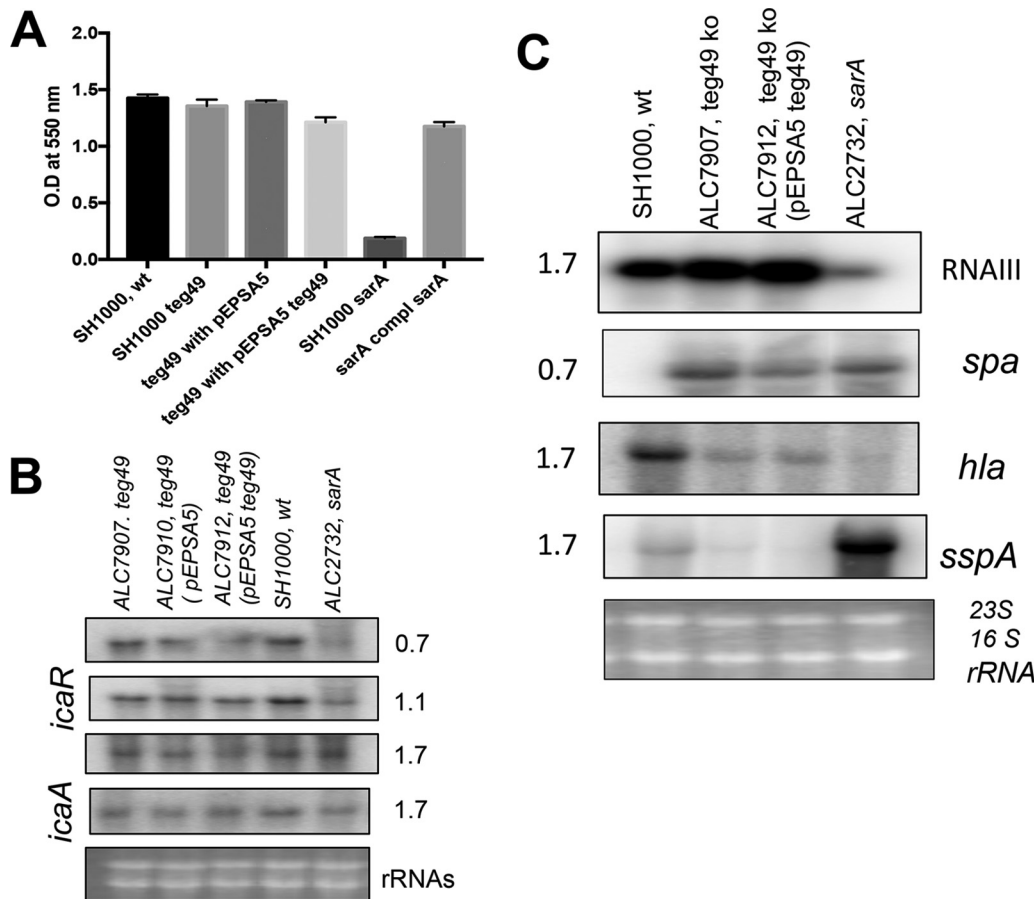 A
2.0
1.5
1.0
0.5
0.0
O.D at 550 nm
SH1000, wt
SH1000 teg49
teg49 with pEPSA5
teg49 with pEPSA5 teg49
SH1000 sarA
sarA compl sarA
B
ALC7907. teg49
ALC7910, teg49
( pEPSA5)
ALC7912, teg49
(pEPSA5 teg49)
SH1000, wt
ALC2732, sarA
icaR
0.7
1.1
1.7
icaA
1.7
rRNAs
C
SH1000, wt
ALC7907, teg49 ko
ALC7912, teg49 ko
(pEPSA5 teg49)
ALC2732, sarA
1.7
RNAIII
0.7
spa
1.7
hla
1.7
sspA
23S
16 S
rRNA